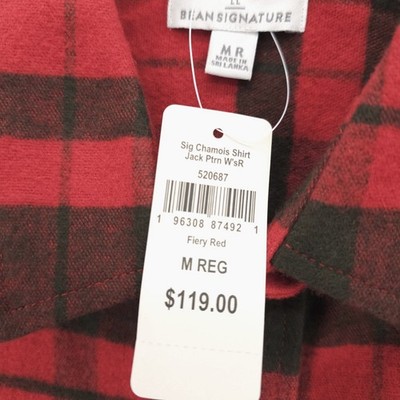 LL
BEAN SIGNATURE
M R
MADE IN
SRI LANKA
Sig Chamois Shirt
Jack Ptrn W'sR
520687
1 96308 87492 1
Fiery Red
M REG
$119.00